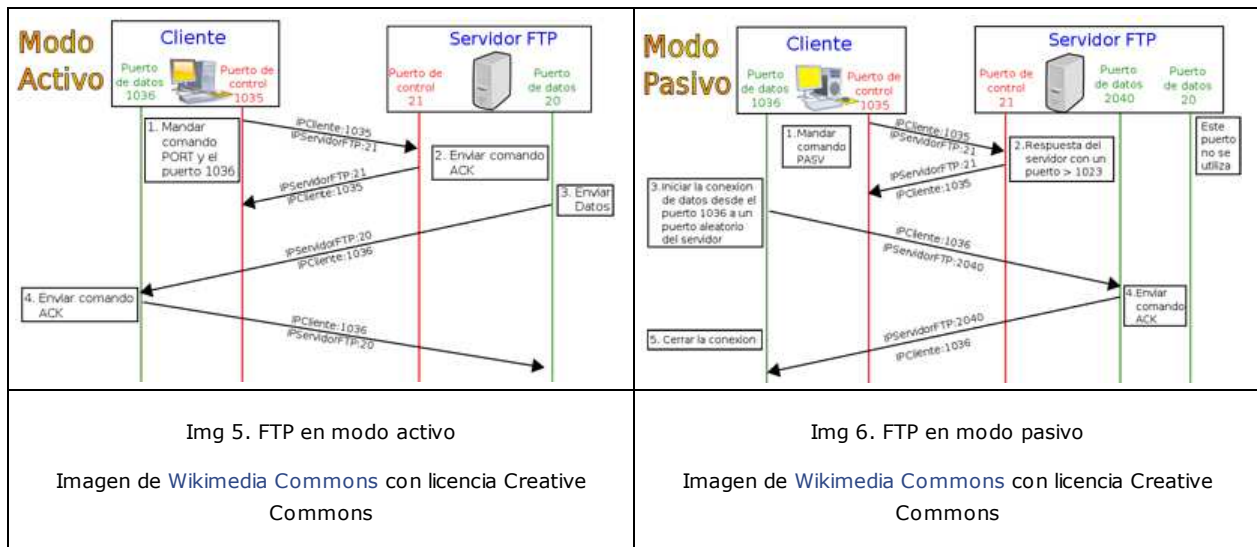 Modo
Activo
Cliente
Servidor FTP
Puerto
de datos
1036
Puerto de
control
1035
Puerto de
control
21
Puerto
de datos
20
1. Mandar
comando
PORT y el
puerto 1036
IPCliente:1035
IPServidorFTP:21
2. Enviar comando
ACK
IPServidorFTP:21
IPCliente:1035
3. Enviar
Datos
IPServidorFTP:20
IPCliente:1036
4. Enviar comando
ACK
IPCliente:1036
IPServidorFTP:20
Modo
Pasivo
Cliente
Servidor FTP
Puerto
de datos
1036
Puerto de
control
1035
Puerto de
control
21
Puerto
de datos
2040
Puerto
de datos
20
1.Mandar
comando
PASV
IPCliente:1035
IPServidorFTP:21
2.Respuesta del
servidor con un
puerto > 1023
Este
puerto
no se
utiliza
IPServidorFTP:21
IPCliente:1035
3.Iniciar la conexion
de datos desde el
puerto 1036 a un
puerto aleatorio
del servidor
IPCliente:1036
IPServidorFTP:2040
4.Enviar
comando
ACK
IPServidorFTP:2040
IPCliente:1036
5. Cerrar la conexion
Img 5. FTP en modo activo
Imagen de Wikimedia Commons con licencia Creative
Commons
Img 6. FTP en modo pasivo
Imagen de Wikimedia Commons con licencia Creative
Commons